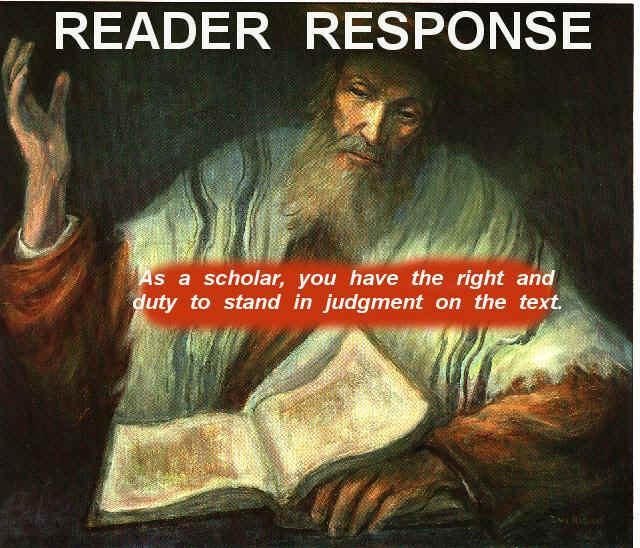 READER RESPONSE
As a scholar, you have the right and
duty to stand in judgment on the text.